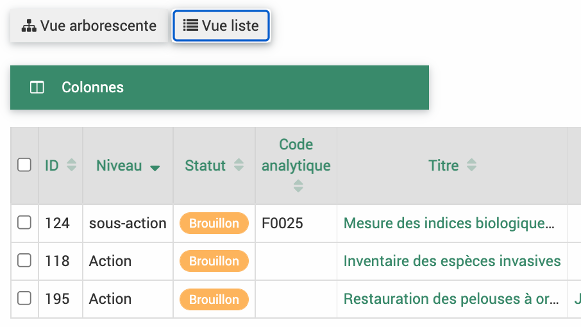 Vue arborescente Vue liste
Colonnes
ID Niveau Statut Code analytique Titre
124 sous-action Brouillon F0025 Mesure des indices biologique...
118 Action Brouillon Inventaire des espèces invasives
195 Action Brouillon Restauration des pelouses à or... J